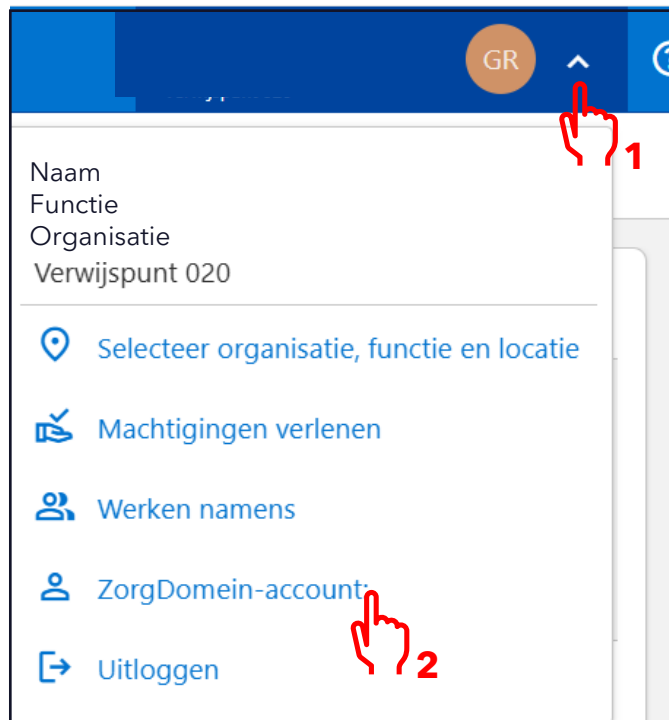 GR
1
Naam
Functie
Organisatie
Verwijspunt 020
Selecteer organisatie, functie en locatie
Machtigingen verlenen
Werken namens
ZorgDomein-account:
2
Uitloggen